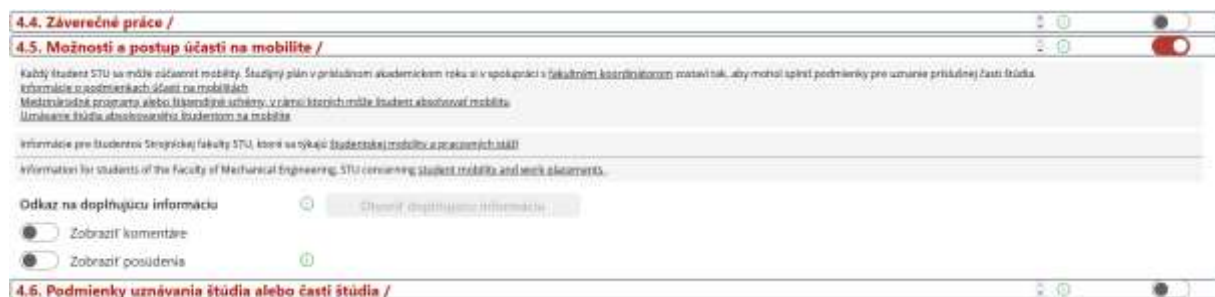 4.4. Záverečné práce /
4.5. Možnosti a postup účasti na mobilite /
Každý študent STU sa môže zúčastniť mobility. Študijný plán v príslušnom akademickom roku si v spolupráci s fakultným koordinátorom zostaví tak, aby mohol splniť podmienky pre uznanie príslušnej časti štúdia.
Informácie o podmienkach účasti na mobilitách
Medzinárodné programy alebo štipendijné schémy, v rámci ktorých môže študent absolvovať mobilitu
Uznávanie štúdia absolvovaného študentom na mobilite
Informácie pre študentov Strojníckej fakulty STU, ktoré sa týkajú študentskej mobility a pracovných stáží
Information for students of the Faculty of Mechanical Engineering, STU concerning student mobility and work placements.
Odkaz na doplňujúcu informáciu Otvoriť doplňujúcu informáciu
Zobraziť komentáre
Zobraziť posúdenia
4.6. Podmienky uznávania štúdia alebo časti štúdia /